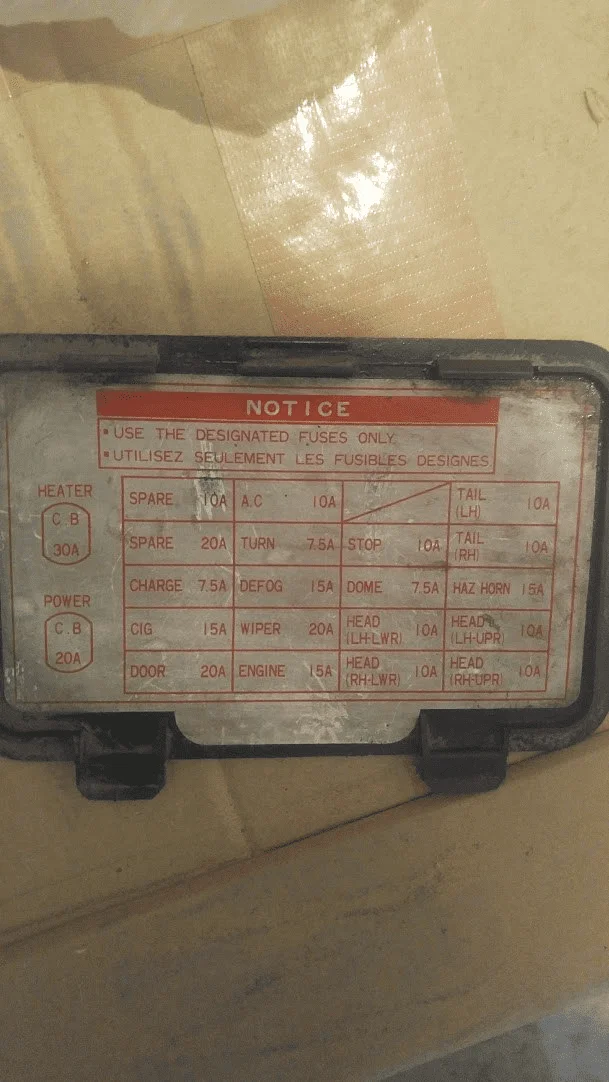 NOTICE
• USE THE DESIGNATED FUSES ONLY
• UTILISEZ SEULEMENT LES FUSIBLES DESIGNES
HEATER
C B
30A
POWER
C.B
20A
SPARE 10A A.C 10A TAIL (LH) 10A
SPARE 20A TURN 7.5A STOP 10A TAIL (RH) 10A
CHARGE 7.5A DEFOG 15A DOME 7.5A HAZ HORN 15A
CIG 15A WIPER 20A HEAD (LH-LWR) 10A HEAD (LH-UPR) 10A
DOOR 20A ENGINE 15A HEAD (RH-LWR) 10A HEAD (RH-UPR) 10A